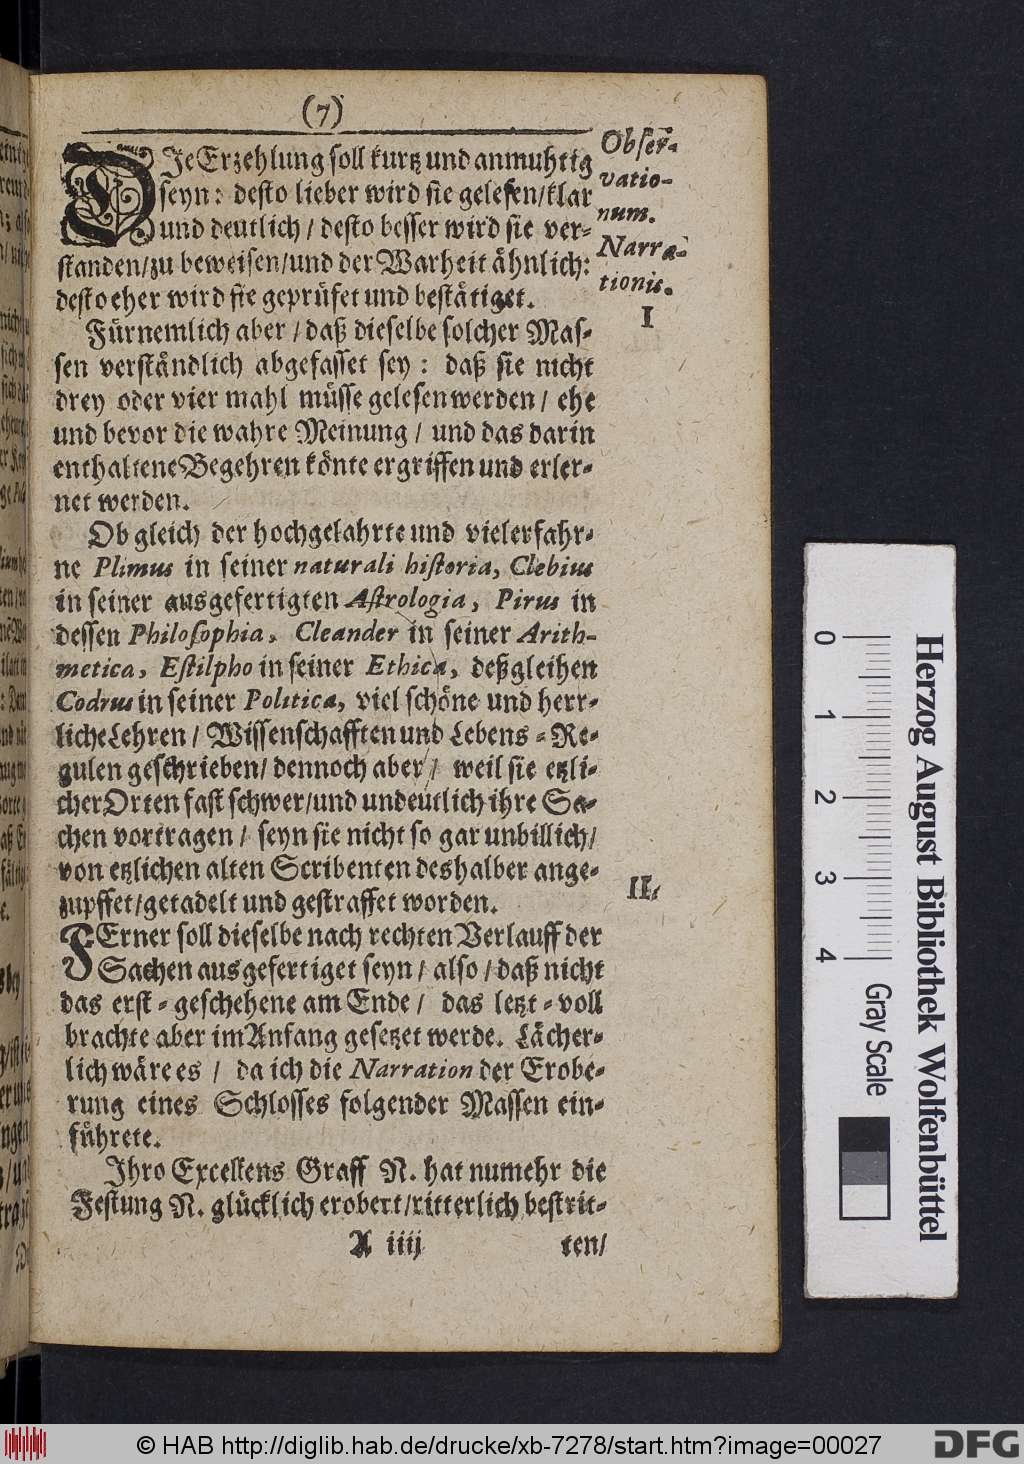 (7)
DIe Erzehlung soll kurtz und anmuhtig
seyn: desto lieber wird sie gelesen/klar
und deutlich / desto besser wird sie ver-
standen/zu beweisen/und der Warheit ähnlich:
desto eher wird sie geprüfet und bestätiget.
Obser-
vatio-
num.
Narra-
tionis.
I
Fürnemlich aber / daß dieselbe solcher Mas-
sen verständlich abgefasset sey: daß sie nicht
drey oder vier mahl müsse gelesen werden / ehe
und bevor die wahre Meinung / und das darin
enthaltene Begehren könte ergriffen und erler-
net werden.
Ob gleich der hochgelahrte und vielerfahr-
ne Plinius in seiner naturali historia, Clebius
in seiner ausgefertigten Astrologia, Pirus in
dessen Philosophia, Cleander in seiner Arith-
metica, Estilpho in seiner Ethica, deßgleihen
Codrus in seiner Politica, viel schöne und herr-
liche Lehren / Wissenschafften und Lebens-Re-
gulen geschrieben/ dennoch aber / weil sie etzli-
cher Orten fast schwer/und undeutlich ihre Sa-
chen vortragen / seyn sie nicht so gar unbillich/
von etzlichen alten Scribenten deshalber ange-
zupffet/getadelt und gestraffet worden.
II.
FErner soll dieselbe nach rechten Verlauff der
Sachen ausgefertiget seyn / also / daß nicht
das erst-geschehene am Ende / das letzt-voll
brachte aber im Anfang gesetzet werde. Lächer-
lich wäre es / da ich die Narration der Erobe-
rung eines Schlosses folgender Massen ein-
führete.
Ihro Excellens Graff N. hat numehr die
Festung N. glücklich erobert/ritterlich bestrit-
A iiij
ten/
0 1 2 3 4
Gray Scale
Herzog August Bibliothek Wolfenbüttel
© HAB http://diglib.hab.de/drucke/xb-7278/start.htm?image=00027
DFG